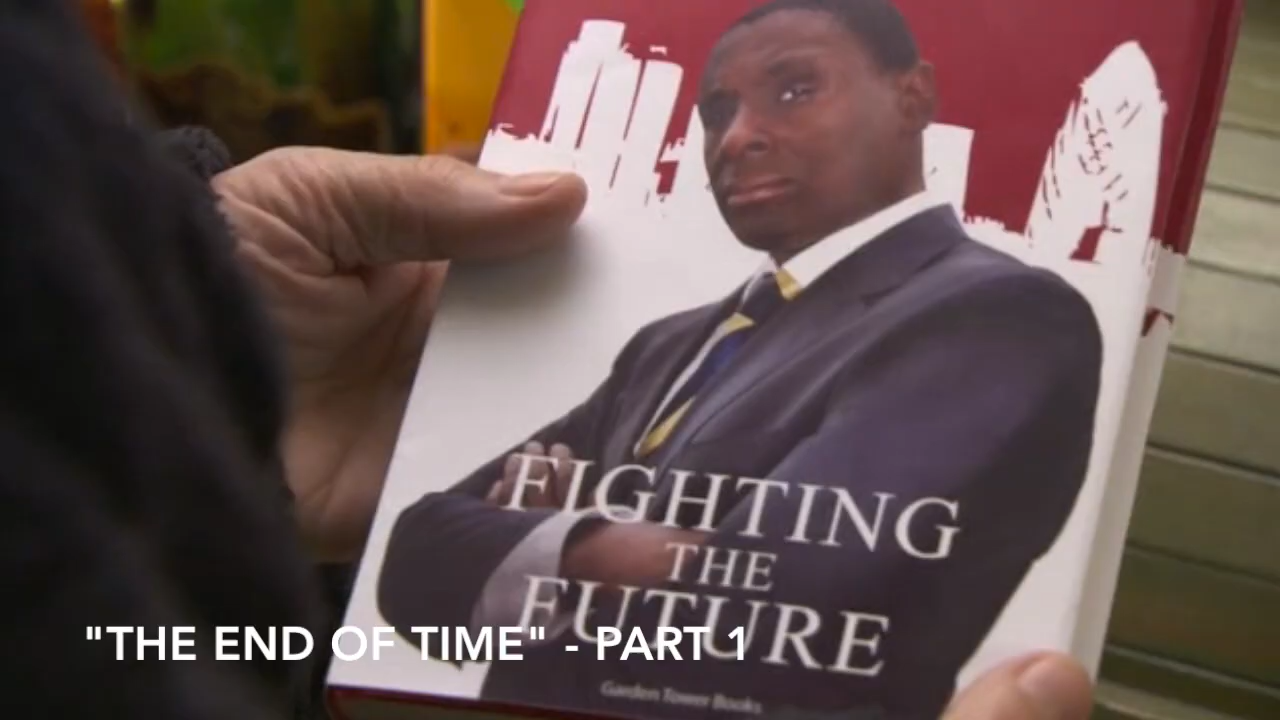 FIGHTING
THE
FUTURE
"THE END OF TIME" - PART 1
Garden Tower Books